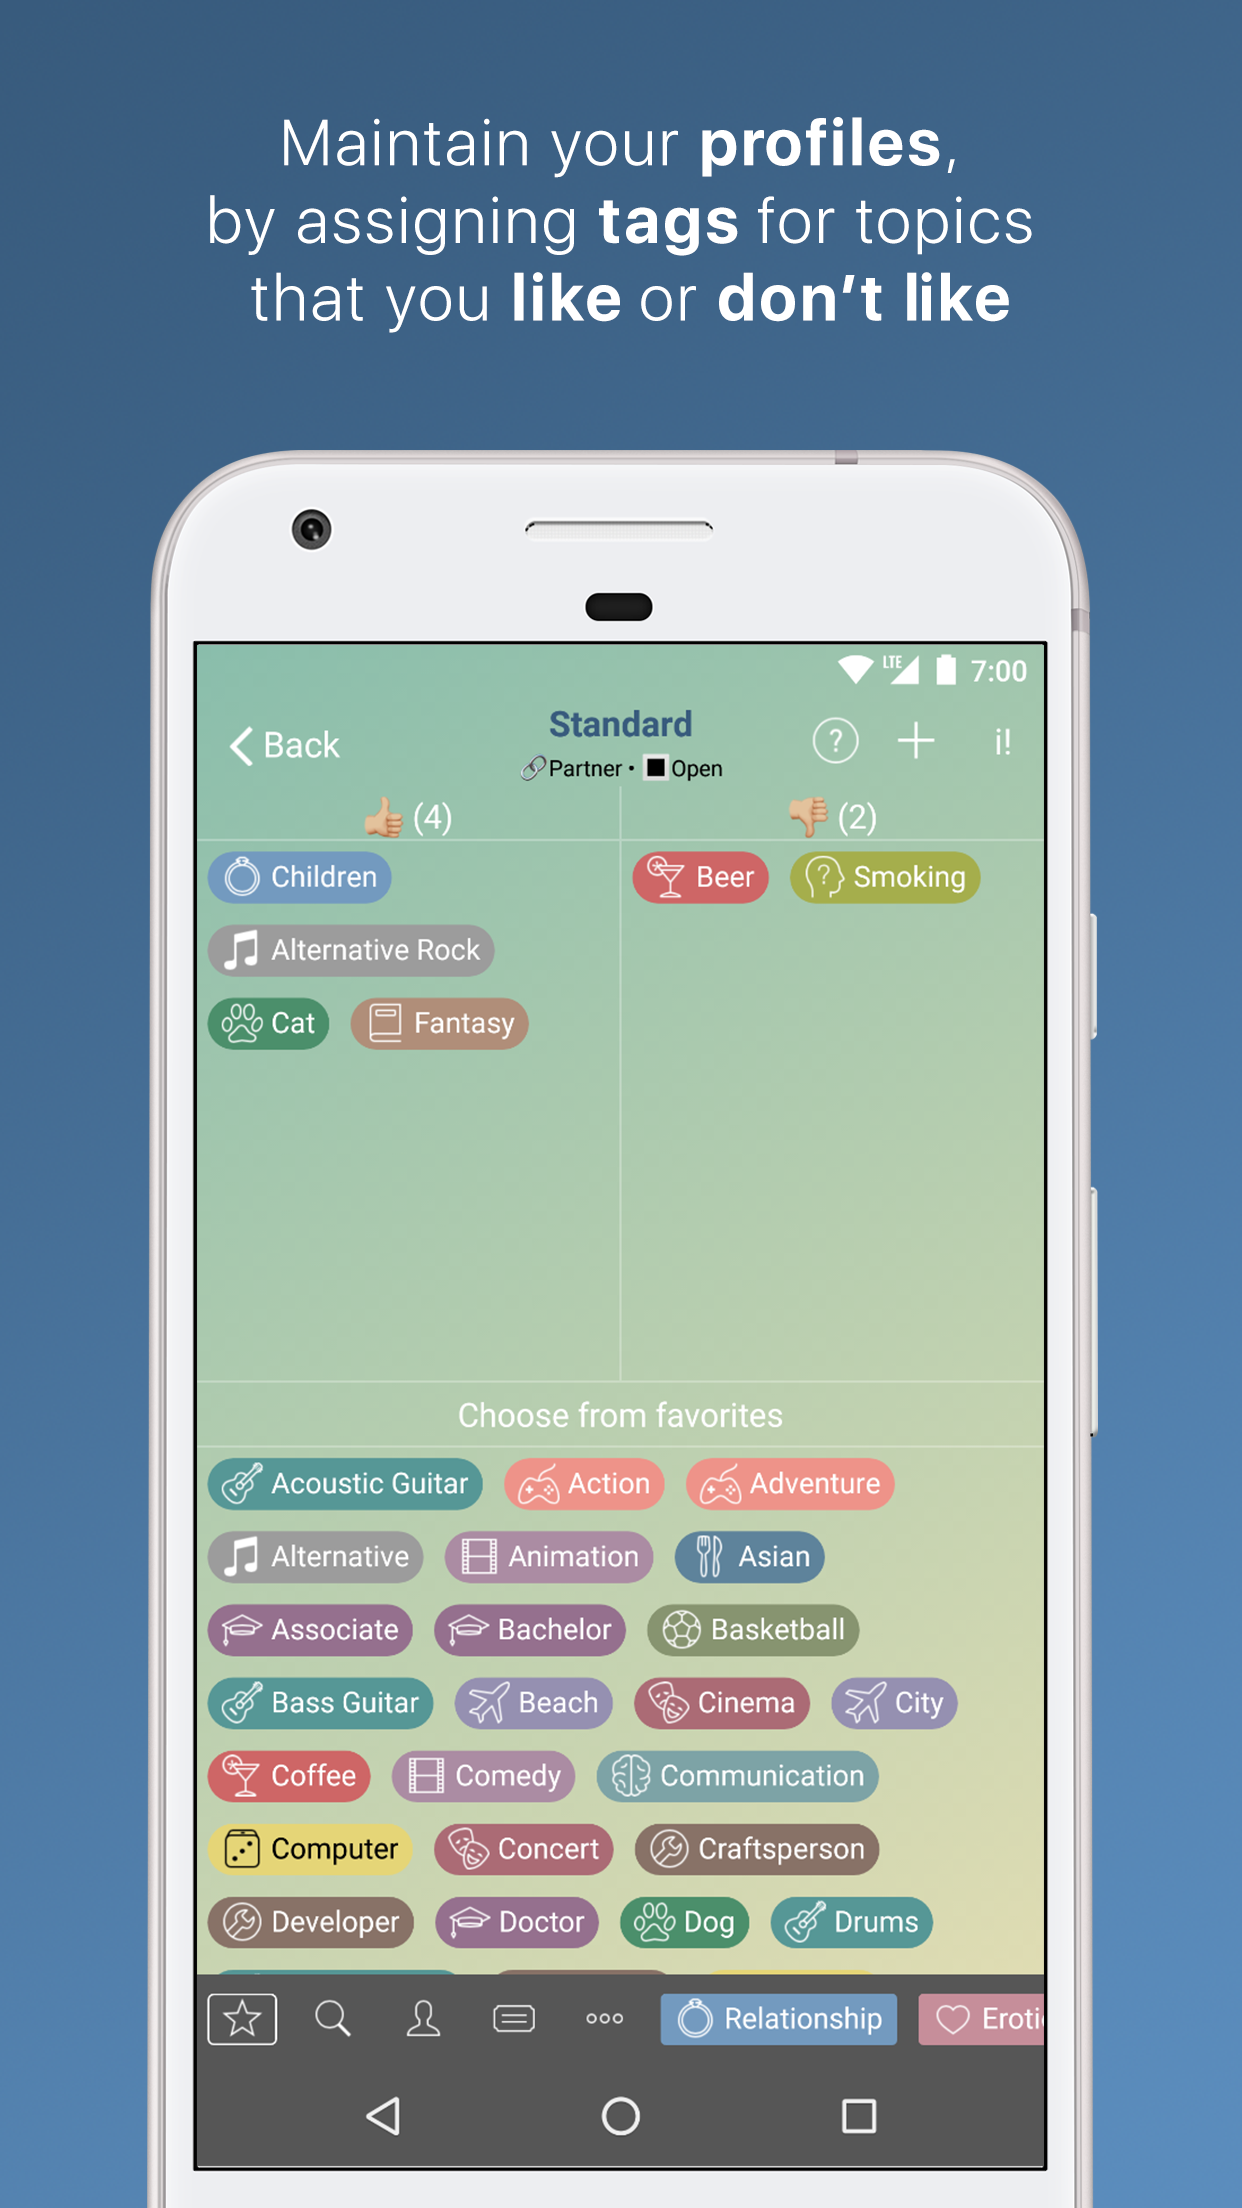 Maintain your profiles,
by assigning tags for topics
that you like or don't like
LTE 7:00
Back
Standard
? i!
Partner • Open
(4) (2)
Children Beer Smoking
Alternative Rock
Cat Fantasy
Choose from favorites
Acoustic Guitar Action Adventure
Alternative Animation Asian
Associate Bachelor Basketball
Bass Guitar Beach Cinema City
Coffee Comedy Communication
Computer Concert Craftsperson
Developer Doctor Dog Drums
Relationship Eroti